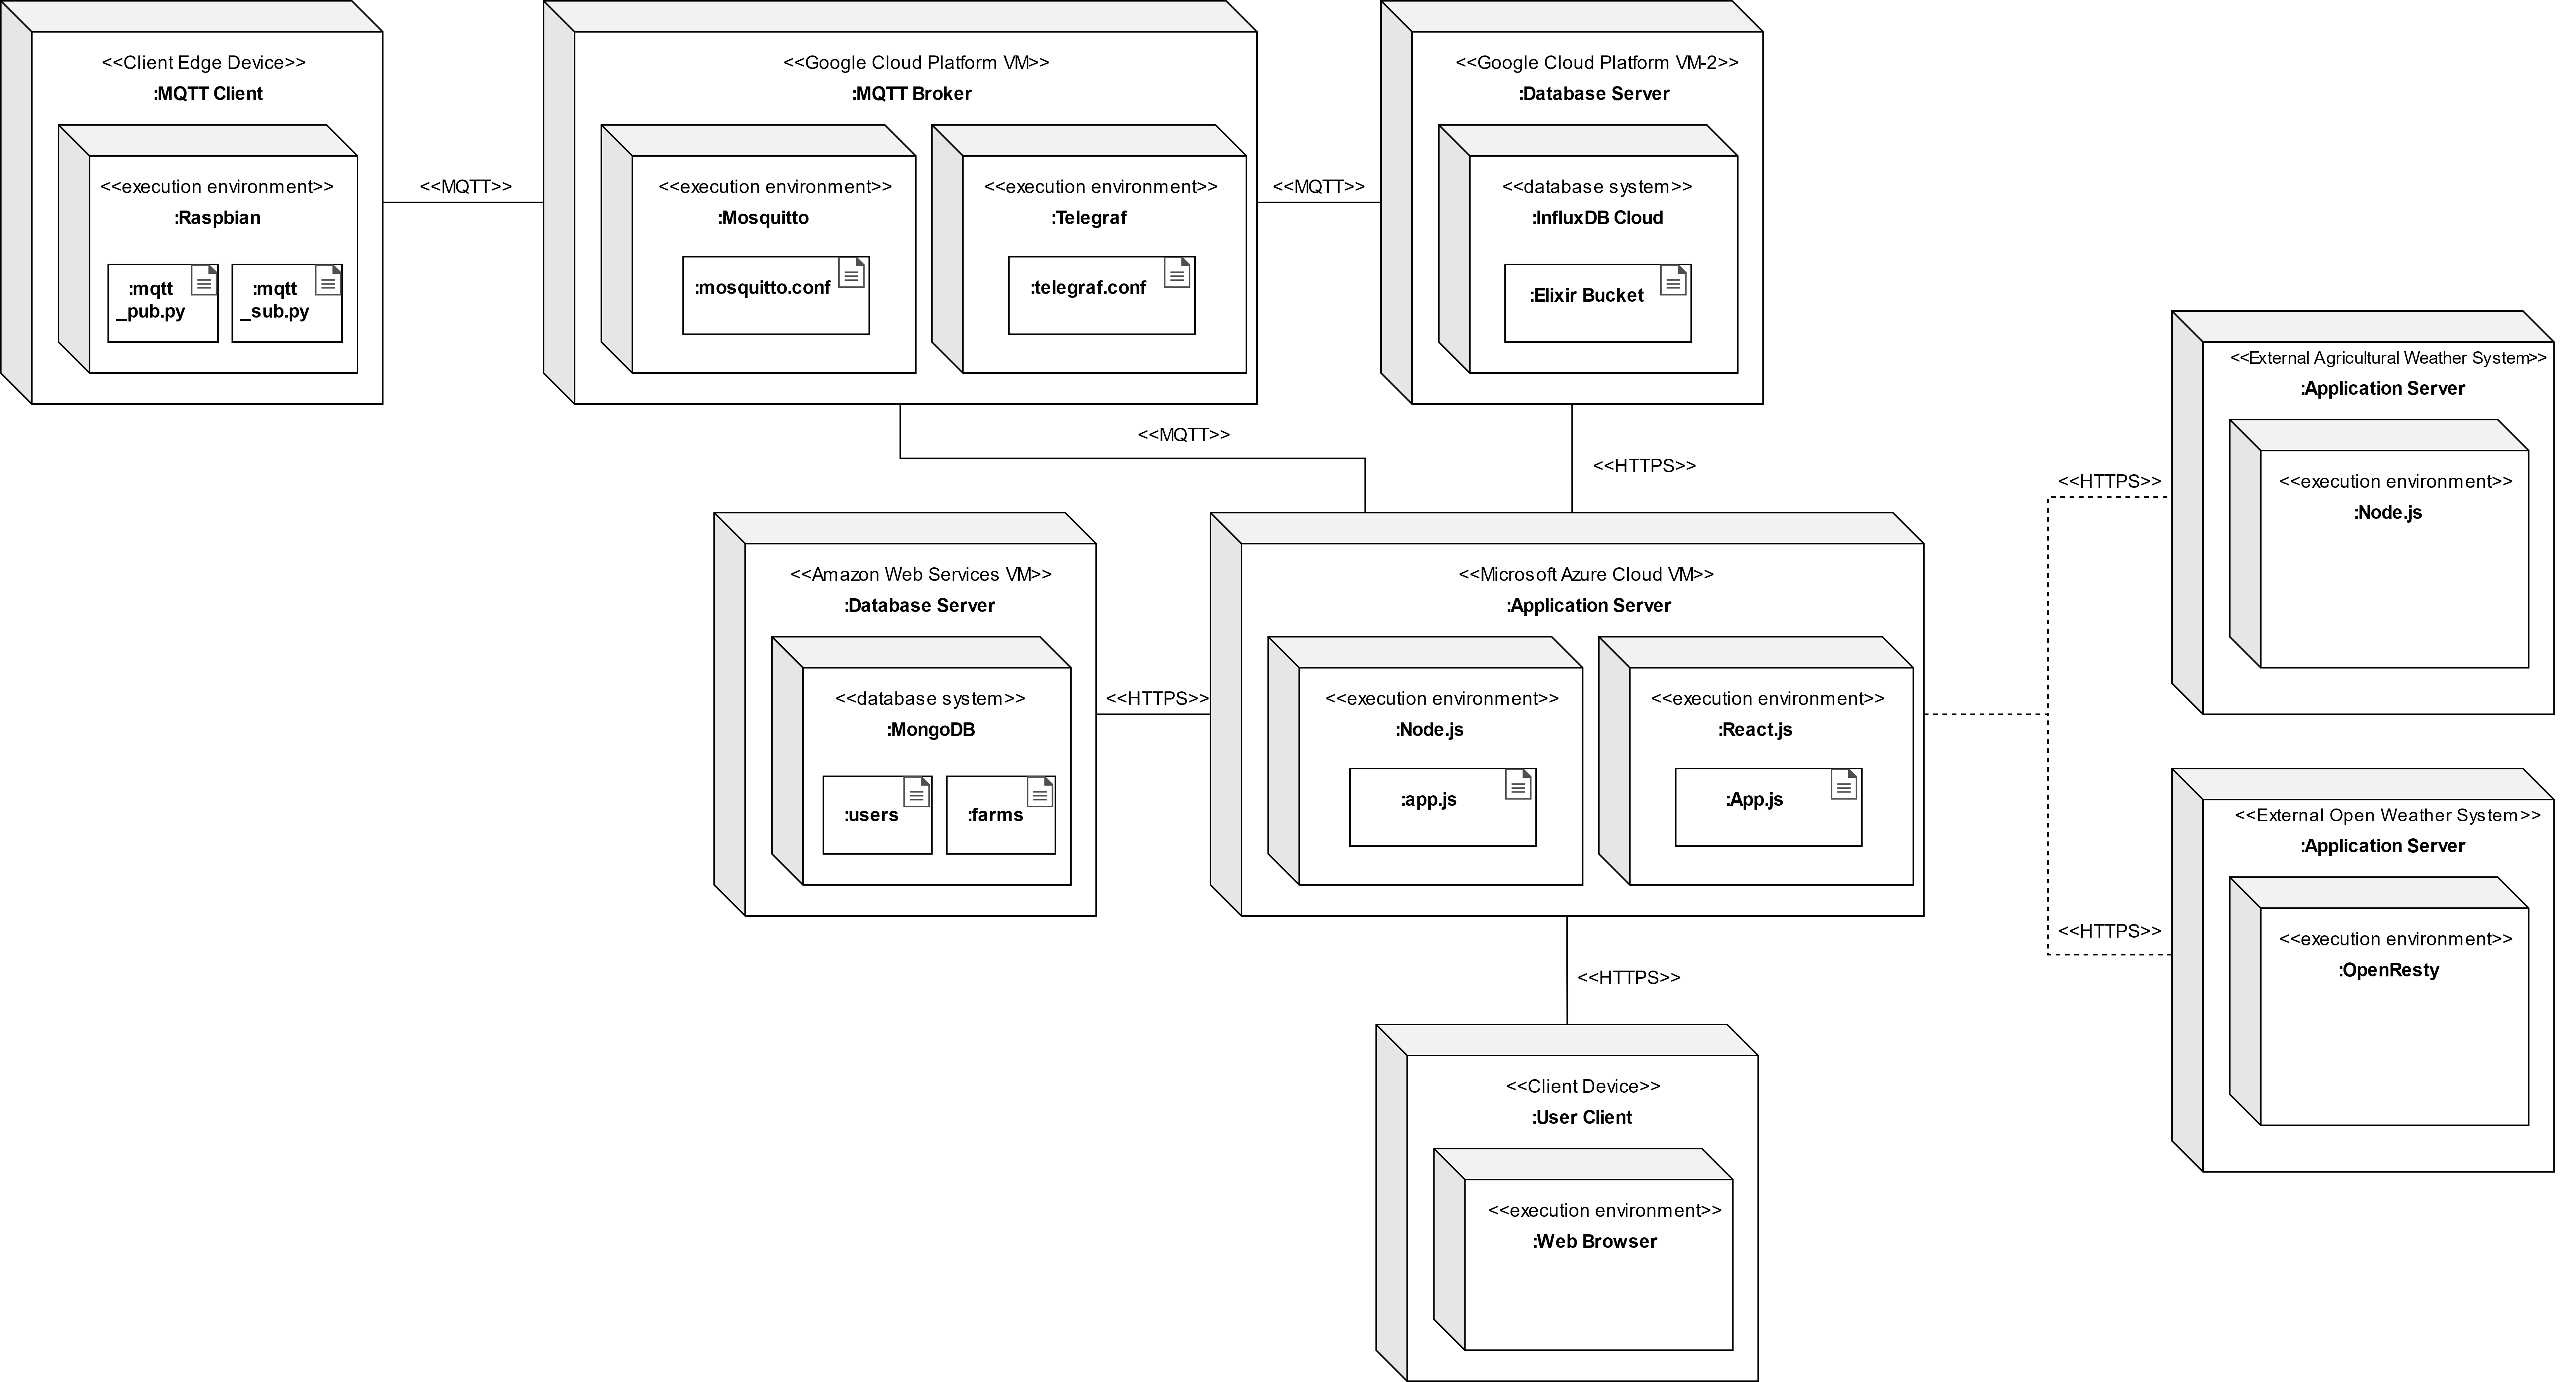 <<Client Edge Device>>
:MQTT Client
<<execution environment>>
:Raspbian
:mqtt
_pub.py
:mqtt
_sub.py
<<MQTT>>
<<Google Cloud Platform VM>>
:MQTT Broker
<<execution environment>>
:Mosquitto
:mosquitto.conf
<<execution environment>>
:Telegraf
:telegraf.conf
<<MQTT>>
<<Google Cloud Platform VM-2>>
:Database Server
<<database system>>
:InfluxDB Cloud
:Elixir Bucket
<<MQTT>>
<<HTTPS>>
<<Amazon Web Services VM>>
:Database Server
<<database system>>
:MongoDB
:users
:farms
<<HTTPS>>
<<Microsoft Azure Cloud VM>>
:Application Server
<<execution environment>>
:Node.js
:app.js
<<execution environment>>
:React.js
:App.js
<<HTTPS>>
<<External Agricultural Weather System>>
:Application Server
<<execution environment>>
:Node.js
<<HTTPS>>
<<External Open Weather System>>
:Application Server
<<execution environment>>
:OpenResty
<<HTTPS>>
<<Client Device>>
:User Client
<<execution environment>>
:Web Browser